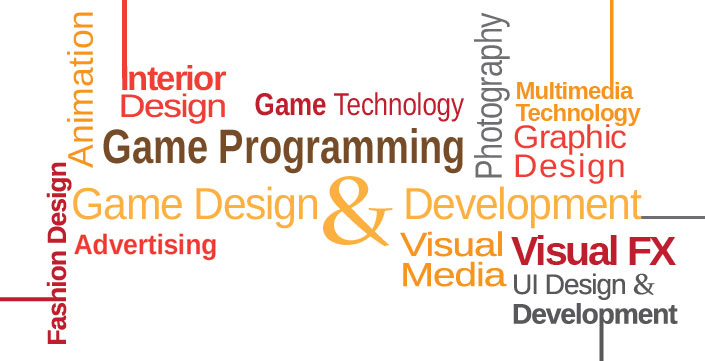 Animation
Interior
Design
Game Technology
Photography
Multimedia
Technology
Graphic
Design
Game Programming
Fashion Design
Game Design & Development
Advertising
Visual
Media
Visual FX
UI Design &
Development